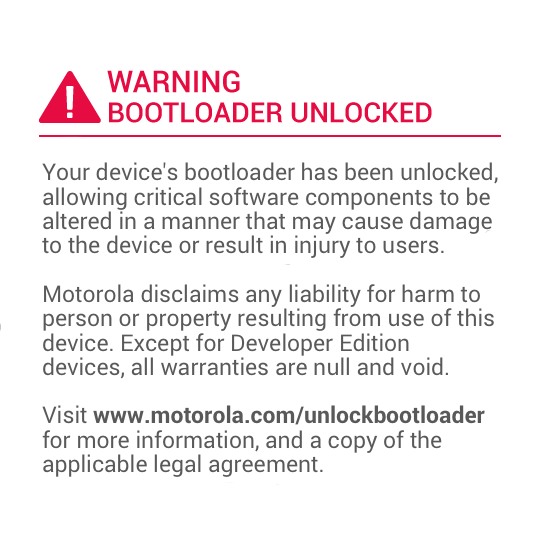 WARNING
BOOTLOADER UNLOCKED
Your device's bootloader has been unlocked,
allowing critical software components to be
altered in a manner that may cause damage
to the device or result in injury to users.
Motorola disclaims any liability for harm to
person or property resulting from use of this
device. Except for Developer Edition
devices, all warranties are null and void.
Visit www.motorola.com/unlockbootloader
for more information, and a copy of the
applicable legal agreement.